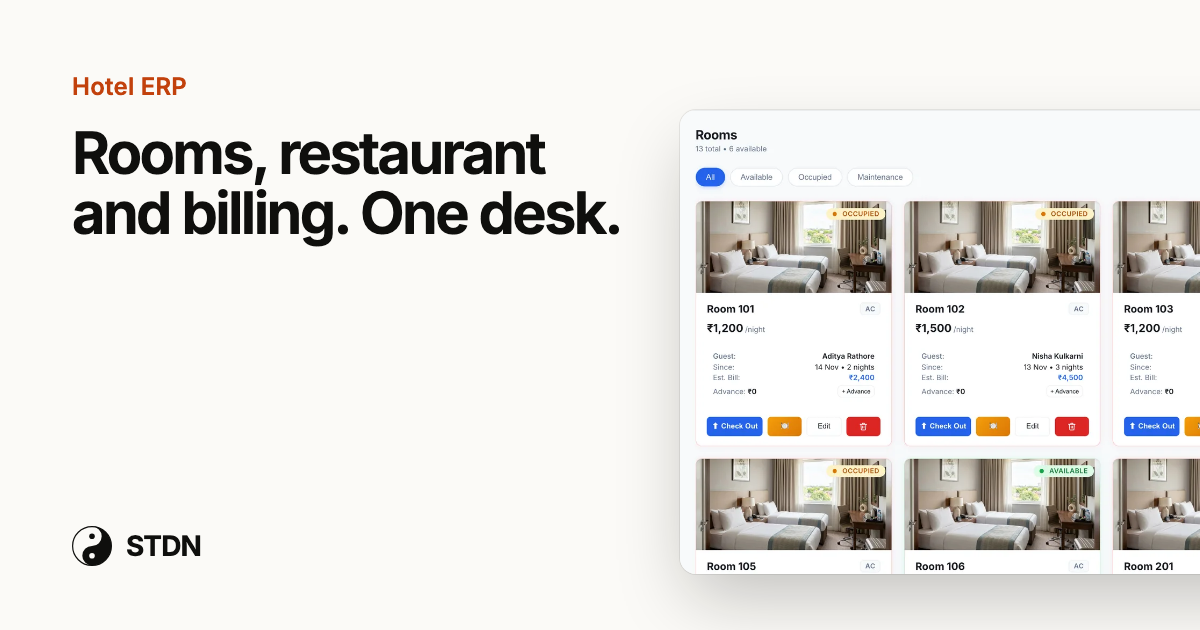 Hotel ERP
Rooms, restaurant
and billing. One desk.
STDN
Rooms
13 total • 6 available
All Available Occupied Maintenance
OCCUPIED OCCUPIED
Room 101 AC Room 102 AC Room 103
₹1,200 /night ₹1,500 /night ₹1,200 /night
Guest: Aditya Rathore Guest: Nisha Kulkarni Guest:
Since: 14 Nov • 2 nights Since: 13 Nov • 3 nights Since:
Est. Bill: ₹2,400 Est. Bill: ₹4,500 Est. Bill:
Advance: ₹0 + Advance Advance: ₹0 + Advance Advance: ₹0
Check Out Edit Check Out Edit Check Out
OCCUPIED AVAILABLE
Room 105 AC Room 106 AC Room 201